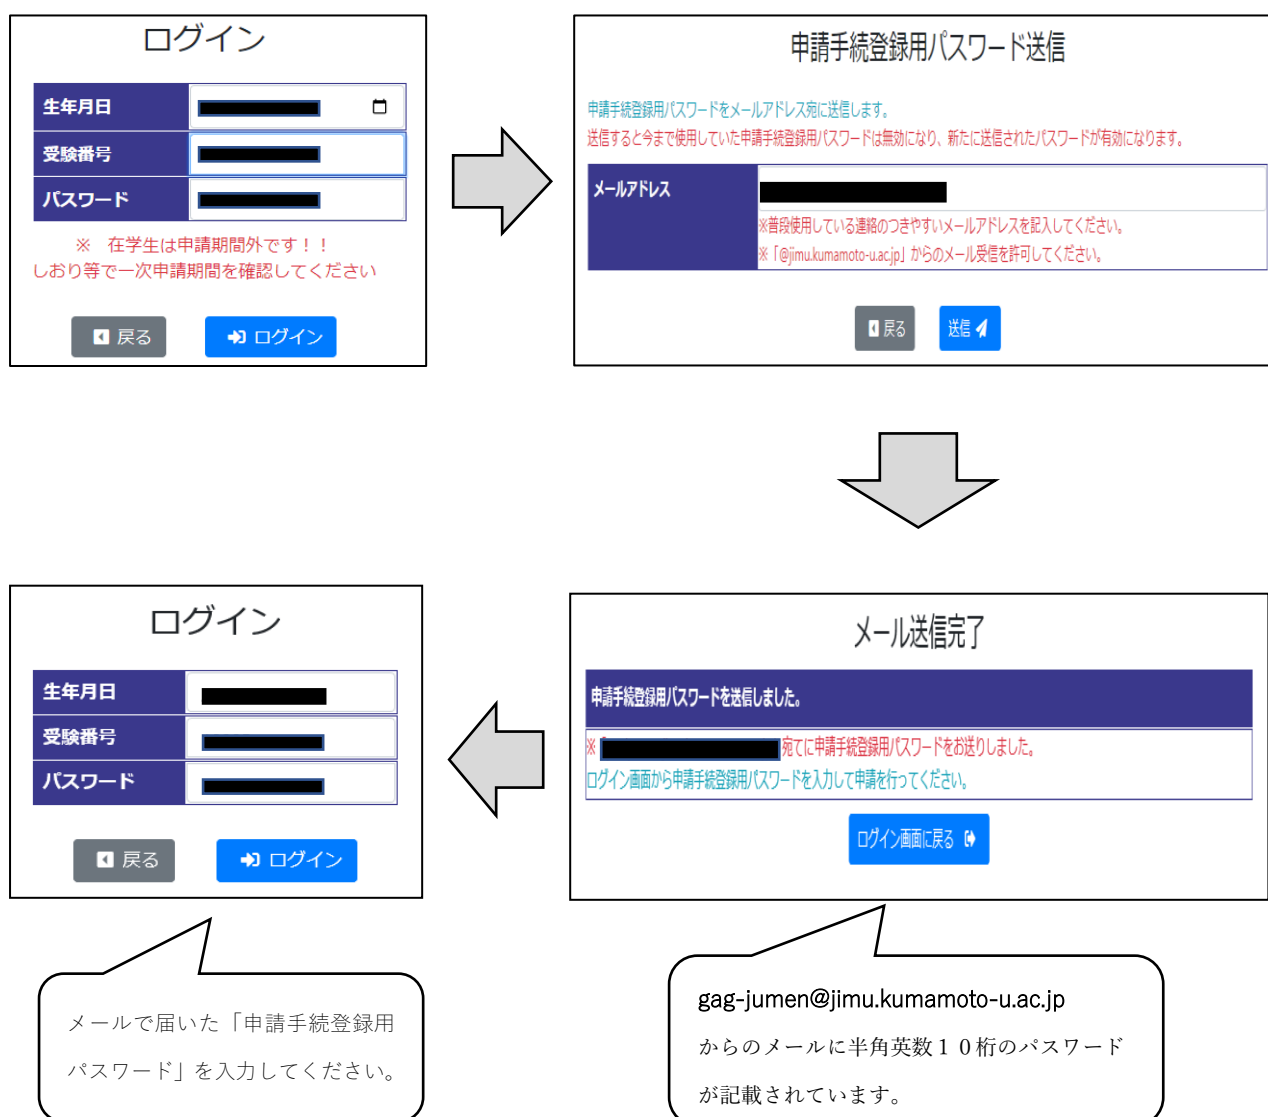 ログイン
生年月日
受験番号
パスワード
※　在学生は申請期間外です！！
しおり等で一次申請期間を確認してください
戻る
ログイン
申請手続登録用パスワード送信
申請手続登録用パスワードをメールアドレス宛に送信します。
送信すると今まで使用していた申請手続登録用パスワードは無効になり、新たに送信されたパスワードが有効になります。
メールアドレス
※普段使用している連絡のつきやすいメールアドレスを記入してください。
※「@jimu.kumamoto-u.ac.jp」からのメール受信を許可してください。
戻る
送信
メール送信完了
申請手続登録用パスワードを送信しました。
※ 宛てに申請手続登録用パスワードをお送りしました。
ログイン画面から申請手続登録用パスワードを入力して申請を行ってください。
ログイン画面に戻る
gag-jumen@jimu.kumamoto-u.ac.jp
からのメールに半角英数１０桁のパスワード
が記載されています。
ログイン
生年月日
受験番号
パスワード
戻る
ログイン
メールで届いた「申請手続登録用
パスワード」を入力してください。